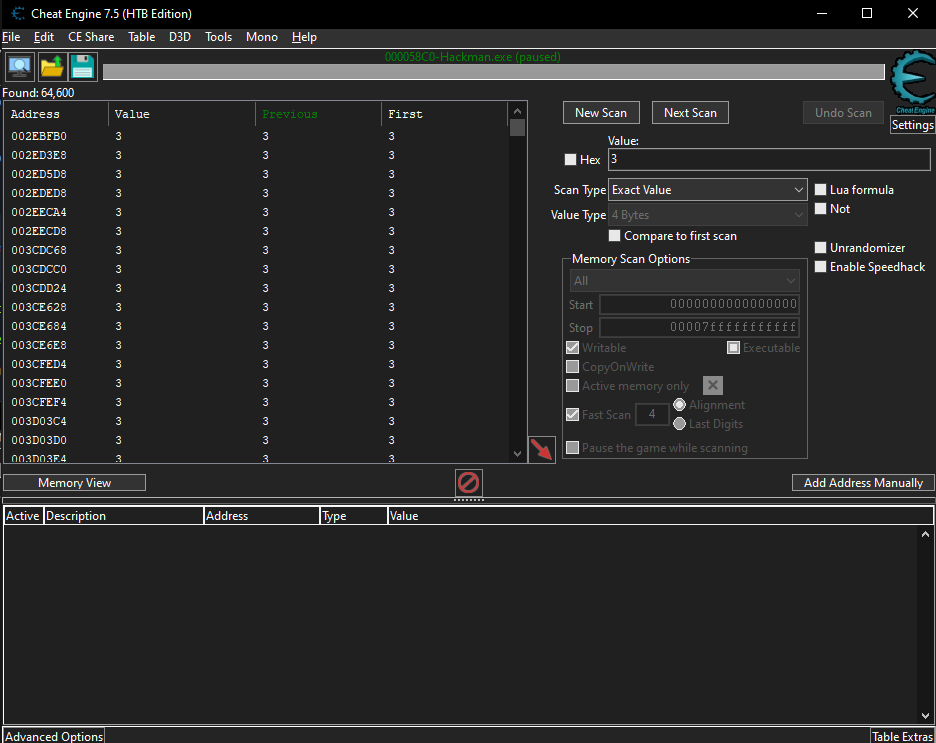 Cheat Engine 7.5 (HTB Edition)
File Edit CE Share Table D3D Tools Mono Help
000058C0-Hackman.exe (paused)
Found: 64,600
Cheat Engine
Settings
Address Value Previous First
002EBFB0 3 3 3
002ED3E8 3 3 3
002ED5D8 3 3 3
002EDED8 3 3 3
002EECA4 3 3 3
002EECD8 3 3 3
003CDC68 3 3 3
003CDCC0 3 3 3
003CDD24 3 3 3
003CE628 3 3 3
003CE684 3 3 3
003CE6E8 3 3 3
003CFED4 3 3 3
003CFEE0 3 3 3
003CFEF4 3 3 3
003D03C4 3 3 3
003D03D0 3 3 3
003D03E4 3 3 3
New Scan Next Scan Undo Scan
Value:
Hex 3
Scan Type Exact Value
Lua formula
Value Type 4 Bytes
Not
Compare to first scan
Unrandomizer
Enable Speedhack
Memory Scan Options
All
Start 0000000000000000
Stop 00007fffffffffff
Writable Executable
CopyOnWrite
Active memory only
Fast Scan 4 Alignment
Last Digits
Pause the game while scanning
Memory View
Add Address Manually
Active Description Address Type Value
Advanced Options
Table Extras